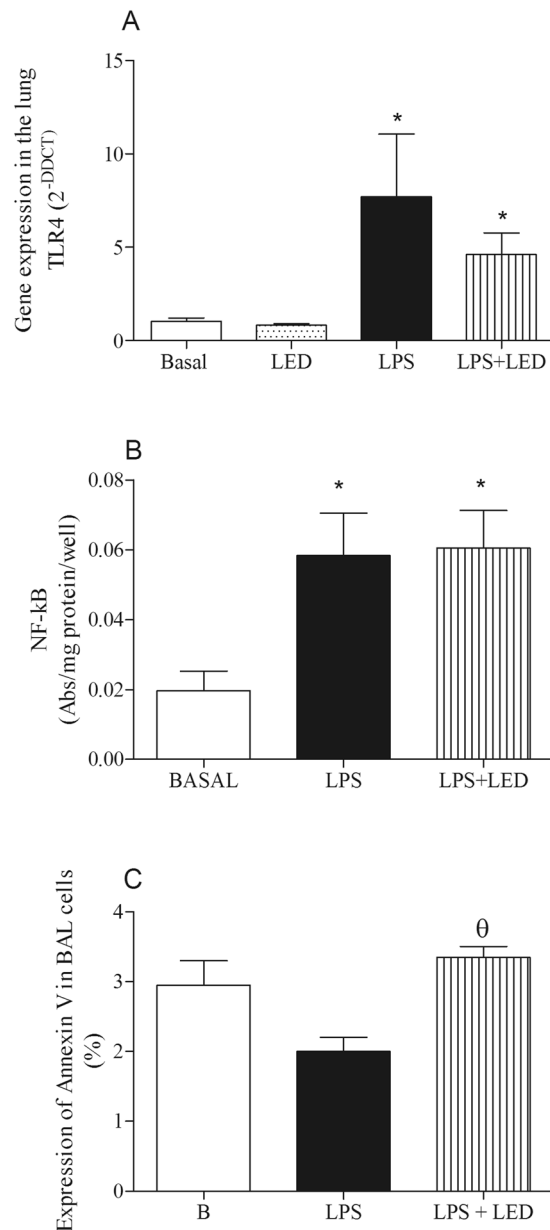 A
Gene expression in the lung
TLR4 (2^-DDCT)
15
10
5
0
*
*
Basal LED LPS LPS+LED
B
NF-kB
(Abs/mg protein/well)
0.08
0.06
0.04
0.02
0.00
*
*
BASAL LPS LPS+LED
C
Expression of Annexin V in BAL cells
(%)
4
3
2
1
0
θ
B LPS LPS + LED